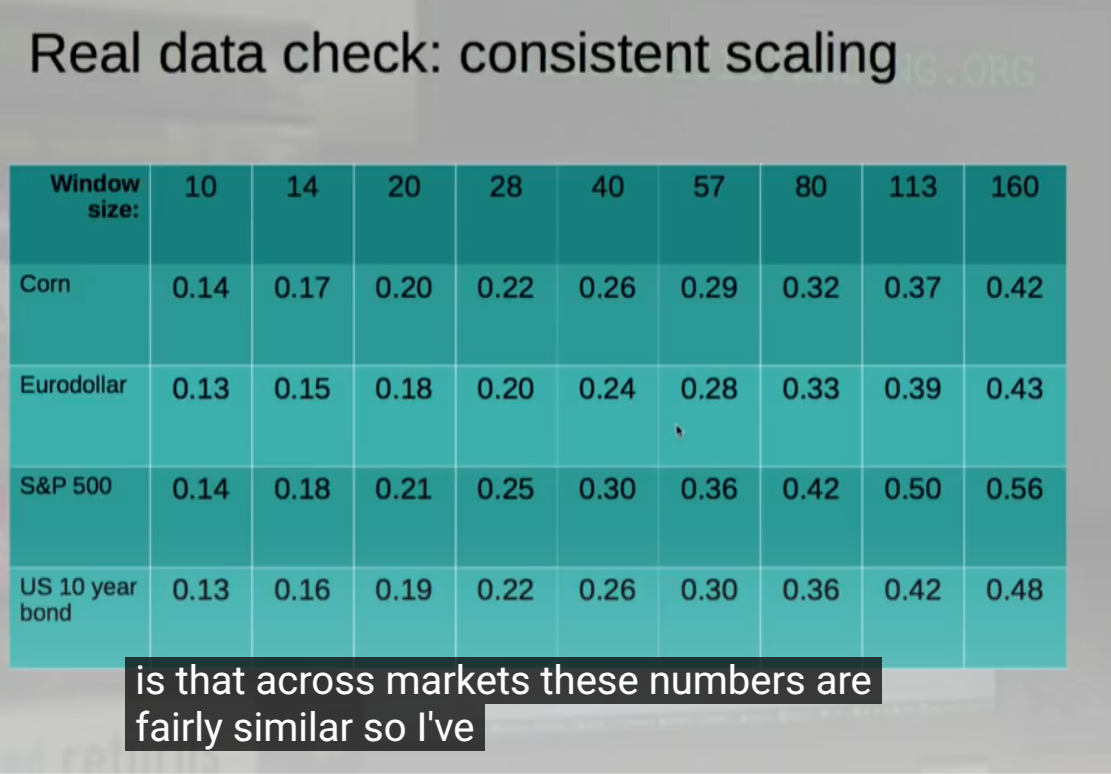 Real data check: consistent scaling
Window size: 10 14 20 28 40 57 80 113 160
Corn 0.14 0.17 0.20 0.22 0.26 0.29 0.32 0.37 0.42
Eurodollar 0.13 0.15 0.18 0.20 0.24 0.28 0.33 0.39 0.43
S&P 500 0.14 0.18 0.21 0.25 0.30 0.36 0.42 0.50 0.56
US 10 year bond 0.13 0.16 0.19 0.22 0.26 0.30 0.36 0.42 0.48
is that across markets these numbers are
fairly similar so I've
returns